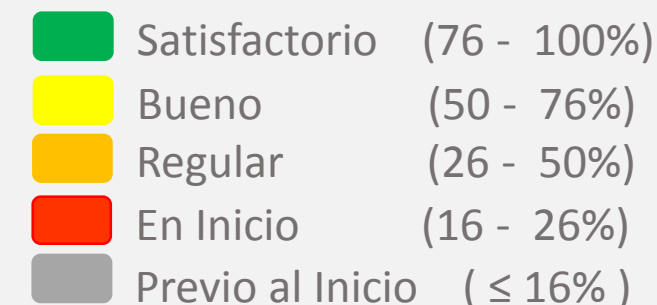 Satisfactorio (76 - 100%)
Bueno (50 - 76%)
Regular (26 - 50%)
En Inicio (16 - 26%)
Previo al Inicio ( ≤ 16% )